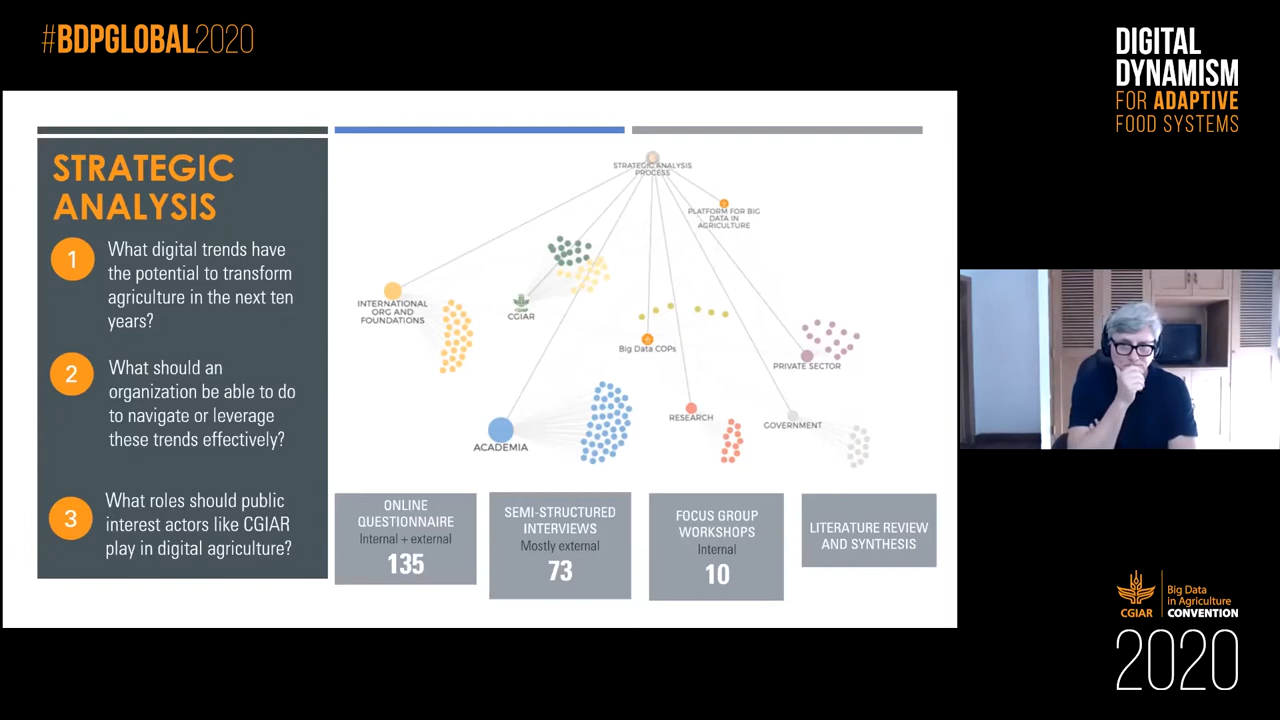 #BDPGLOBAL2020
DIGITAL
DYNAMISM
FOR ADAPTIVE
FOOD SYSTEMS
STRATEGIC
ANALYSIS
1
What digital trends have
the potential to transform
agriculture in the next ten
years?
2
What should an
organization be able to do
to navigate or leverage
these trends effectively?
3
What roles should public
interest actors like CGIAR
play in digital agriculture?
STRATEGIC ANALYSIS
PROCESS
PLATFORM FOR BIG
DATA IN
AGRICULTURE
INTERNATIONAL
ORG AND
FOUNDATIONS
CGIAR
Big Data COPs
PRIVATE SECTOR
ACADEMIA
RESEARCH
GOVERNMENT
ONLINE
QUESTIONNAIRE
Internal + external
135
SEMI-STRUCTURED
INTERVIEWS
Mostly external
73
FOCUS GROUP
WORKSHOPS
Internal
10
LITERATURE REVIEW
AND SYNTHESIS
CGIAR
Big Data
in Agriculture
CONVENTION
2020